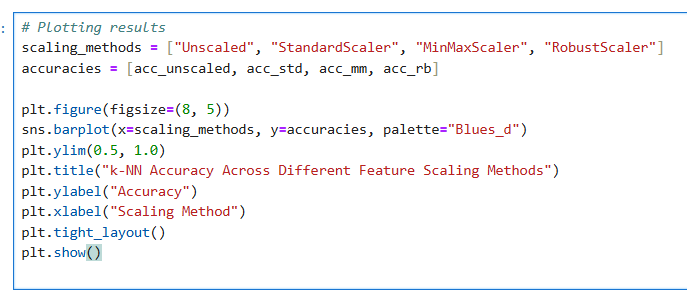 :
# Plotting results
scaling_methods = ["Unscaled", "StandardScaler", "MinMaxScaler", "RobustScaler"]
accuracies = [acc_unscaled, acc_std, acc_mm, acc_rb]

plt.figure(figsize=(8, 5))
sns.barplot(x=scaling_methods, y=accuracies, palette="Blues_d")
plt.ylim(0.5, 1.0)
plt.title("k-NN Accuracy Across Different Feature Scaling Methods")
plt.ylabel("Accuracy")
plt.xlabel("Scaling Method")
plt.tight_layout()
plt.show()